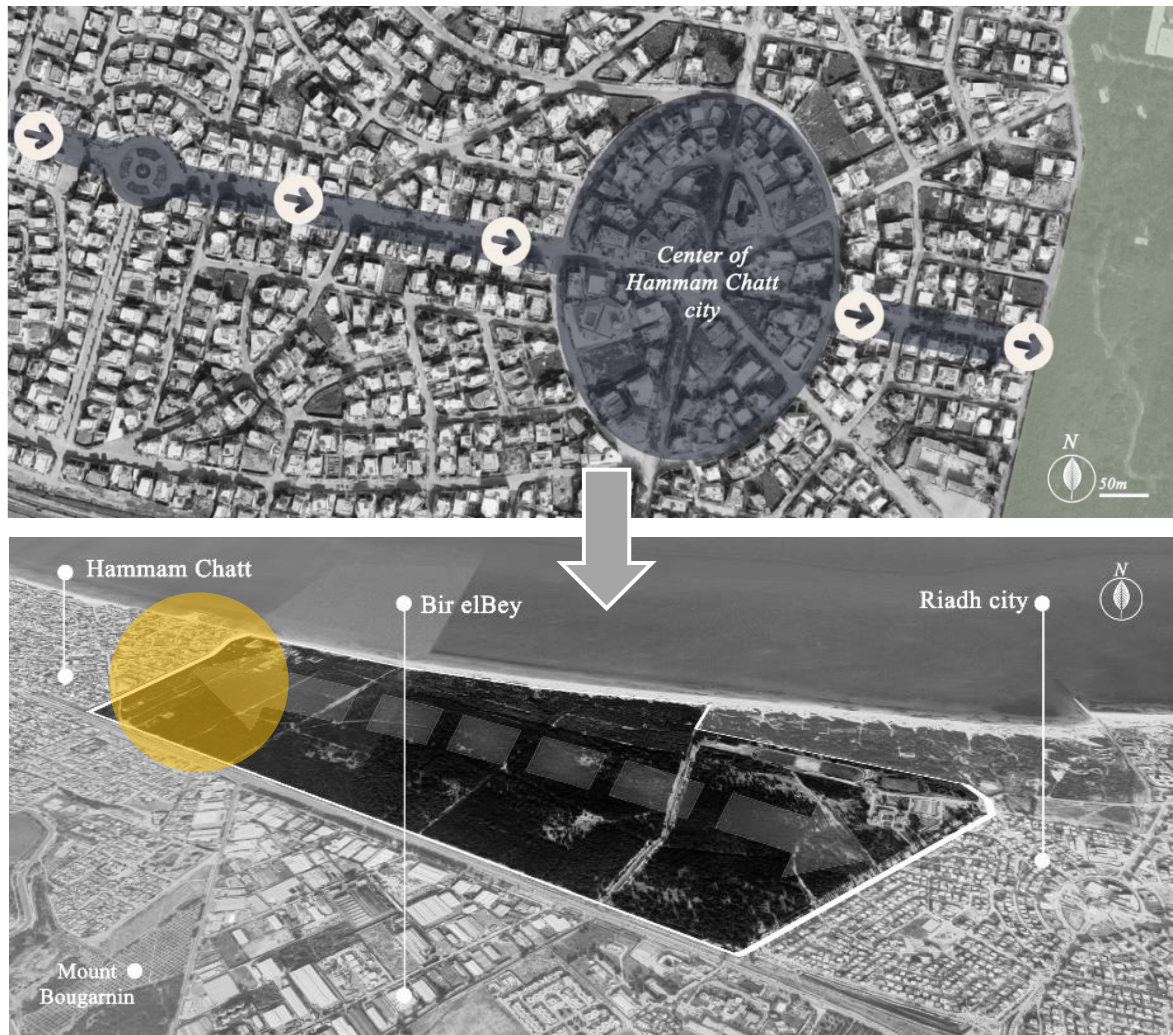 Center of
Hammam Chatt
city
N
50m
Hammam Chatt
Bir elBey
Riadh city
N
Mount
Bougarnin